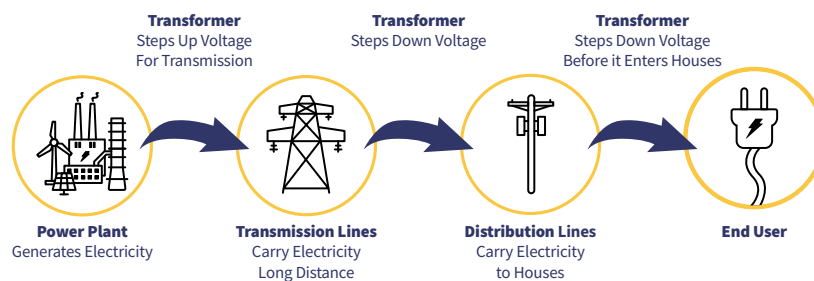 Transformer
Steps Up Voltage
For Transmission
Transformer
Steps Down Voltage
Transformer
Steps Down Voltage
Before it Enters Houses
Power Plant
Generates Electricity
Transmission Lines
Carry Electricity
Long Distance
Distribution Lines
Carry Electricity
to Houses
End User